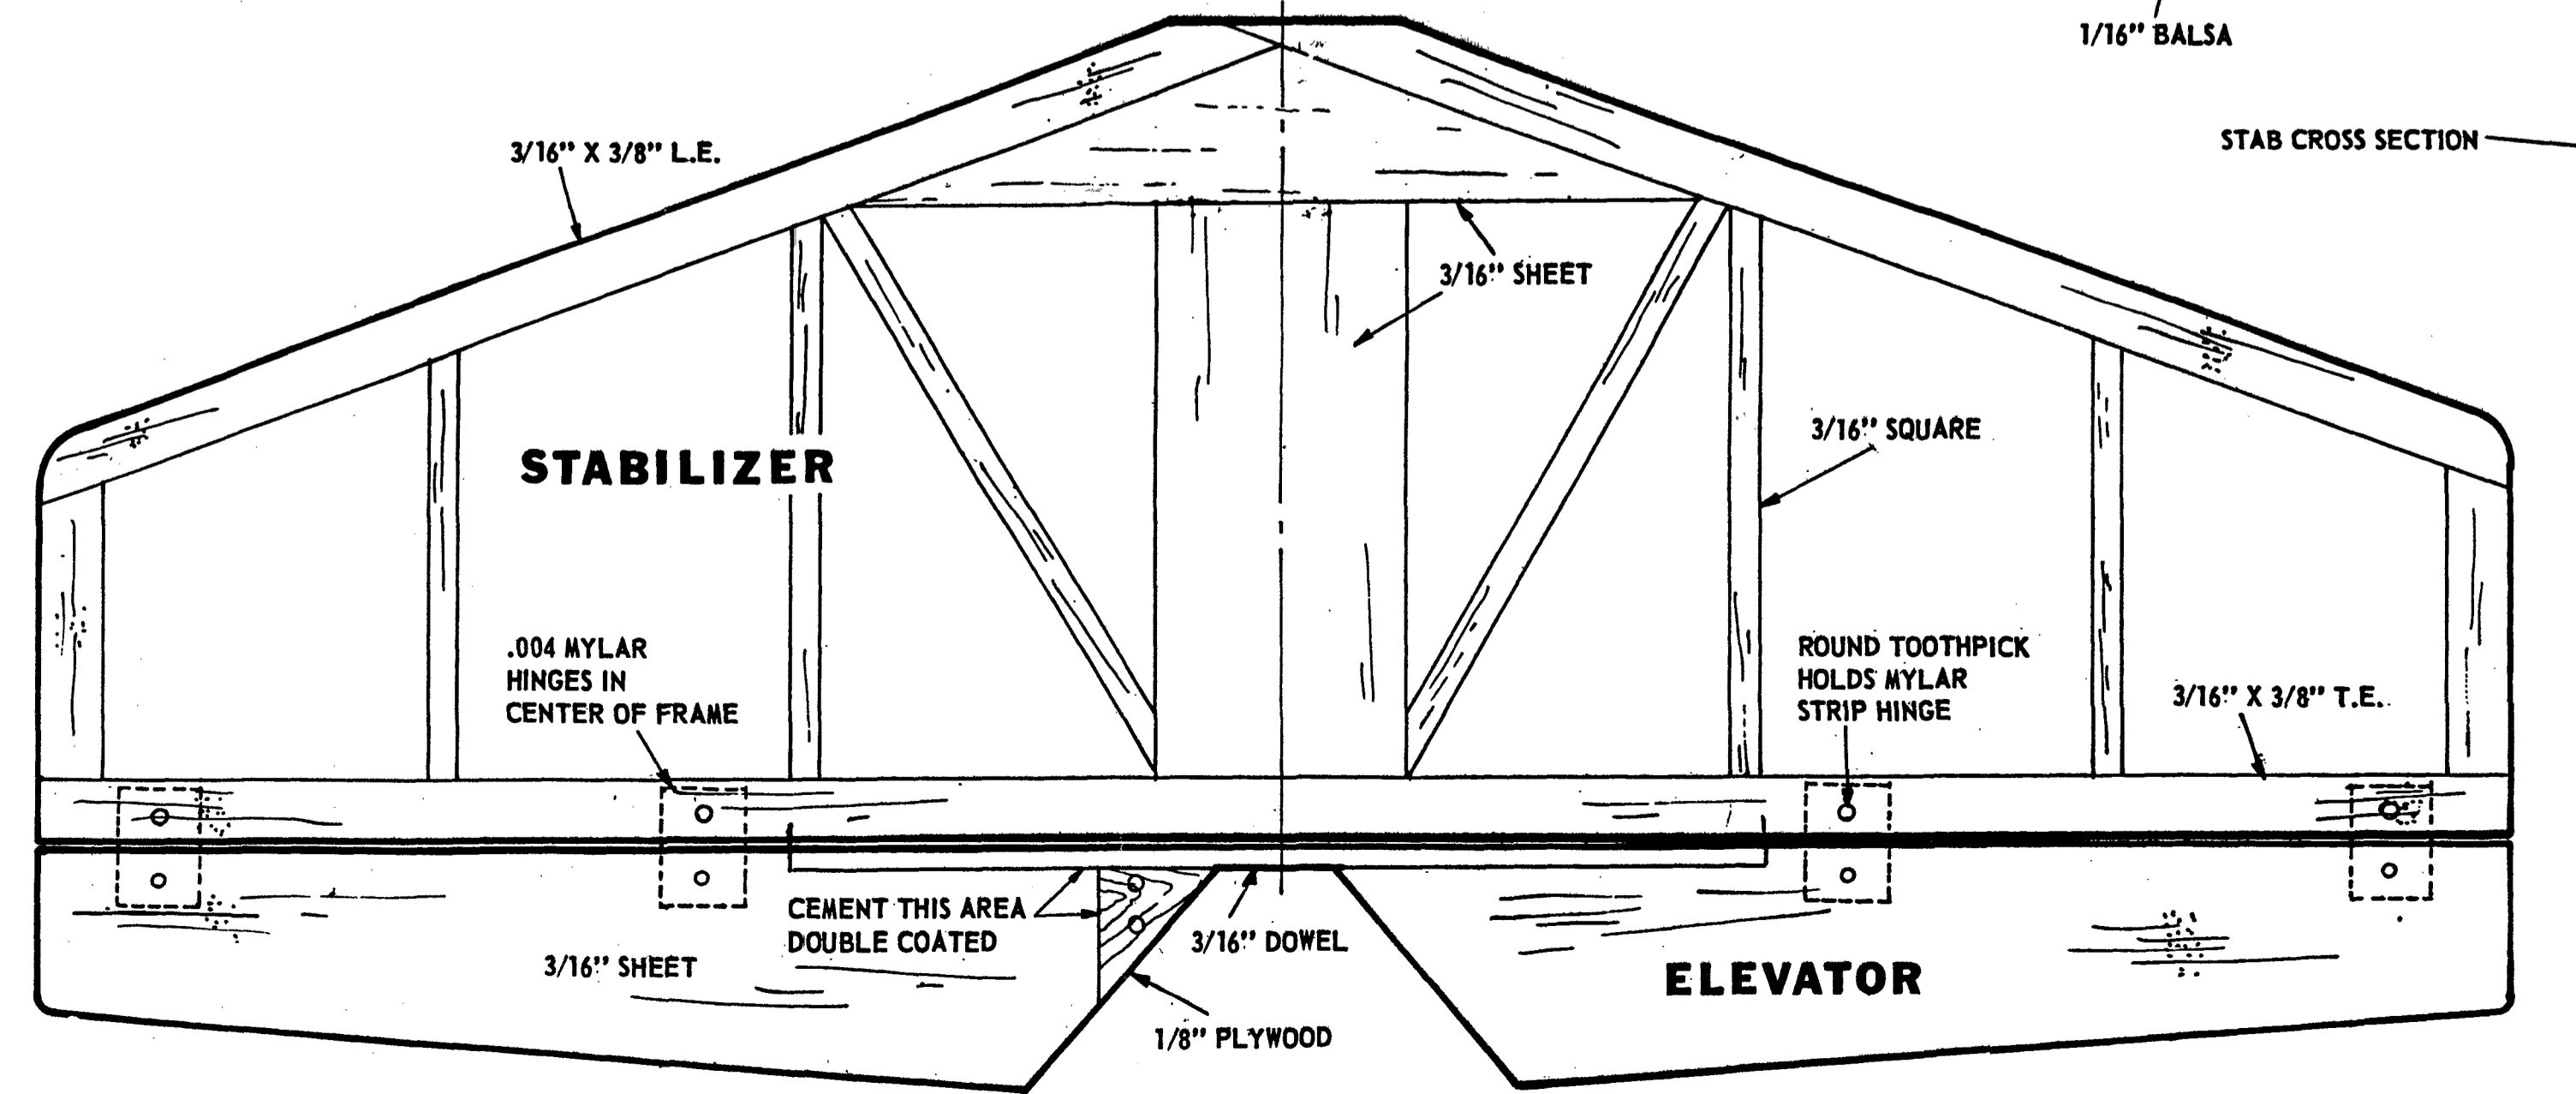 1/16" BALSA
STAB CROSS SECTION
3/16" X 3/8" L.E.
3/16" SHEET
3/16" SQUARE
STABILIZER
.004 MYLAR
HINGES IN
CENTER OF FRAME
ROUND TOOTHPICK
HOLDS MYLAR
STRIP HINGE
3/16" X 3/8" T.E.
CEMENT THIS AREA
DOUBLE COATED
3/16" DOWEL
3/16" SHEET
ELEVATOR
1/8" PLYWOOD